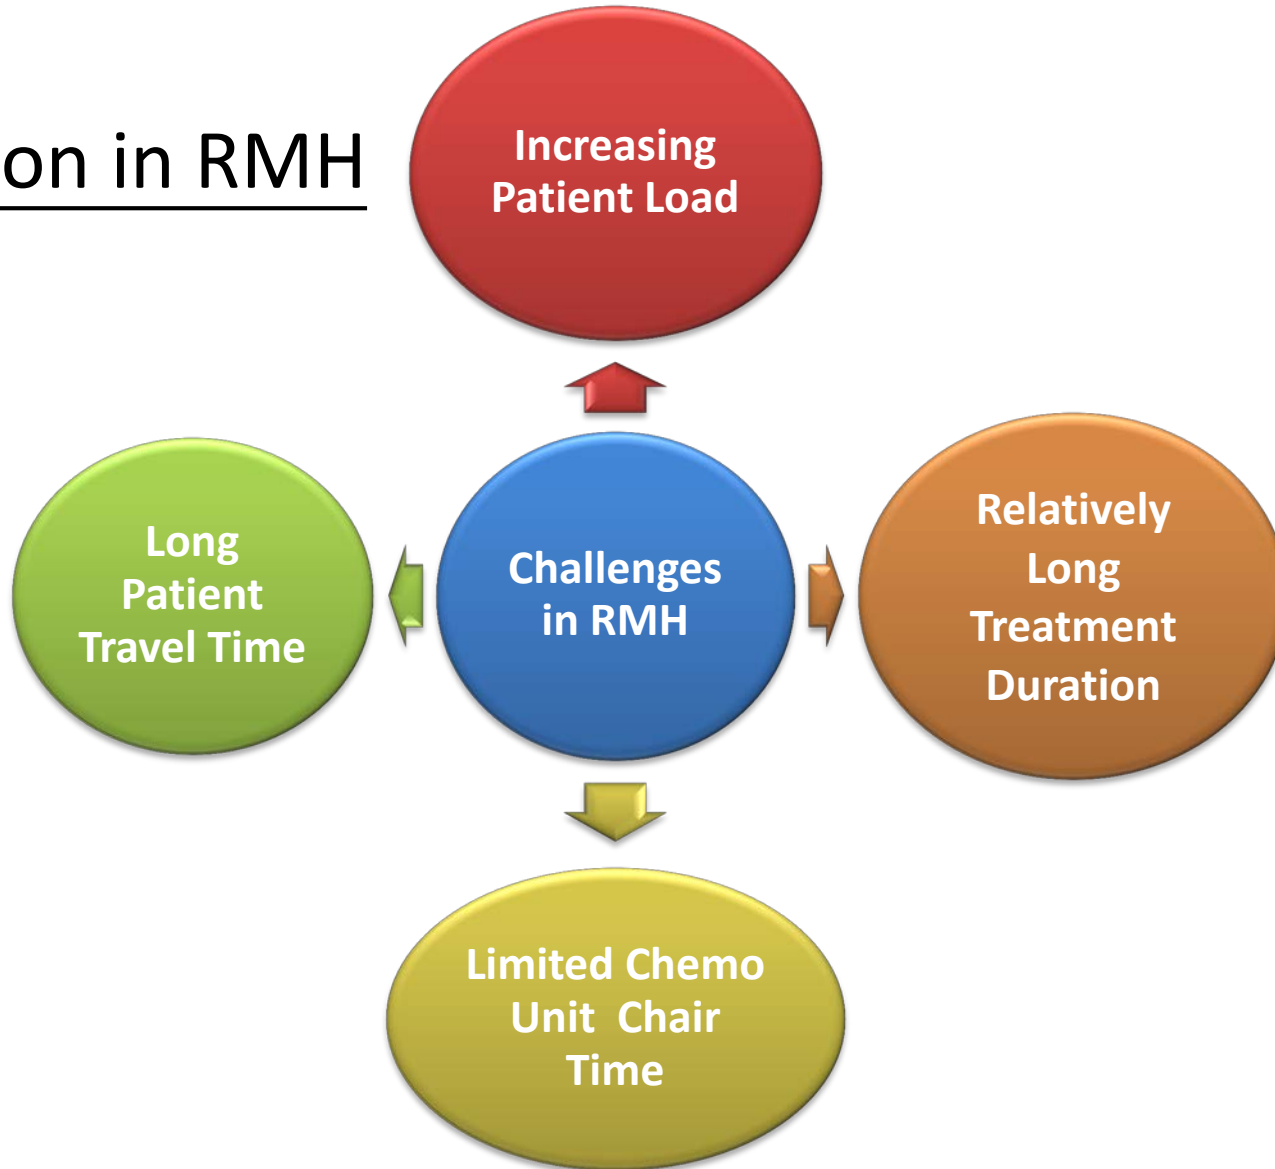 on in RMH
Increasing
Patient Load
Long
Patient
Travel Time
Challenges
in RMH
Relatively
Long
Treatment
Duration
Limited Chemo
Unit Chair
Time